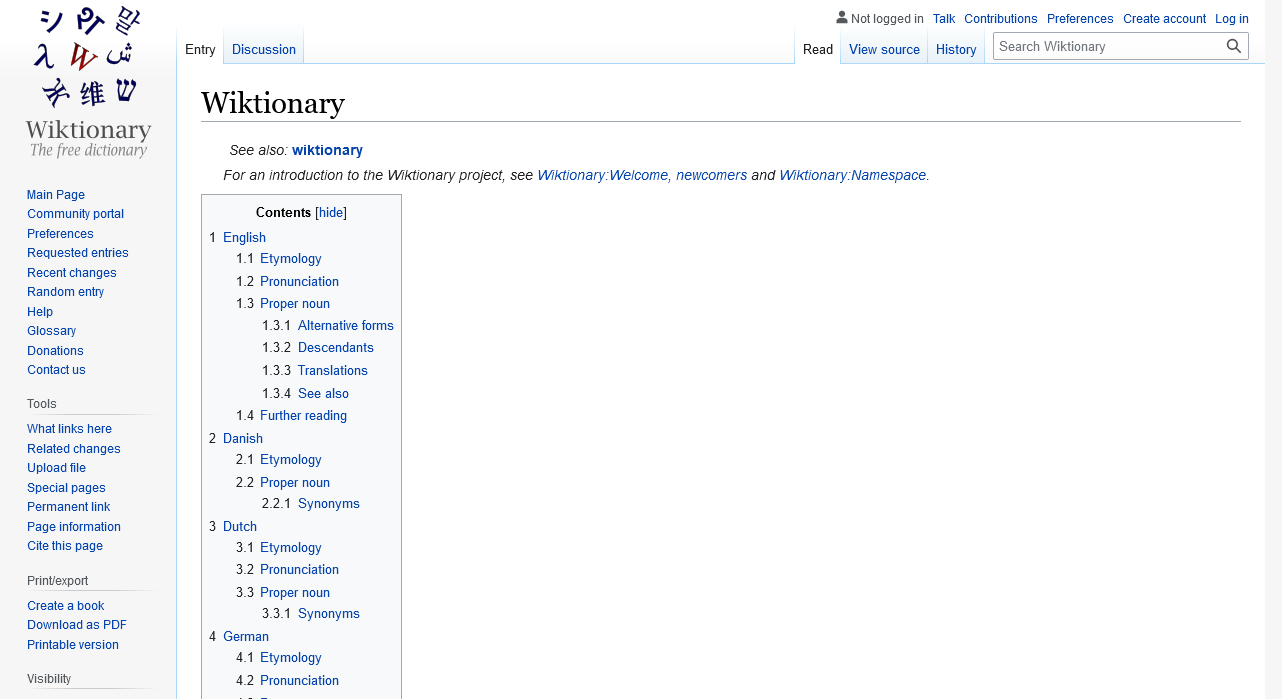 Not logged in Talk Contributions Preferences Create account Log in
Entry Discussion Read View source History Search Wiktionary
シ 말
W ש
维
Wiktionary
The free dictionary
Main Page
Community portal
Preferences
Requested entries
Recent changes
Random entry
Help
Glossary
Donations
Contact us
Tools
What links here
Related changes
Upload file
Special pages
Permanent link
Page information
Cite this page
Print/export
Create a book
Download as PDF
Printable version
Visibility
Wiktionary
See also: wiktionary
For an introduction to the Wiktionary project, see Wiktionary:Welcome, newcomers and Wiktionary:Namespace.
Contents [hide]
1 English
1.1 Etymology
1.2 Pronunciation
1.3 Proper noun
1.3.1 Alternative forms
1.3.2 Descendants
1.3.3 Translations
1.3.4 See also
1.4 Further reading
2 Danish
2.1 Etymology
2.2 Proper noun
2.2.1 Synonyms
3 Dutch
3.1 Etymology
3.2 Pronunciation
3.3 Proper noun
3.3.1 Synonyms
4 German
4.1 Etymology
4.2 Pronunciation